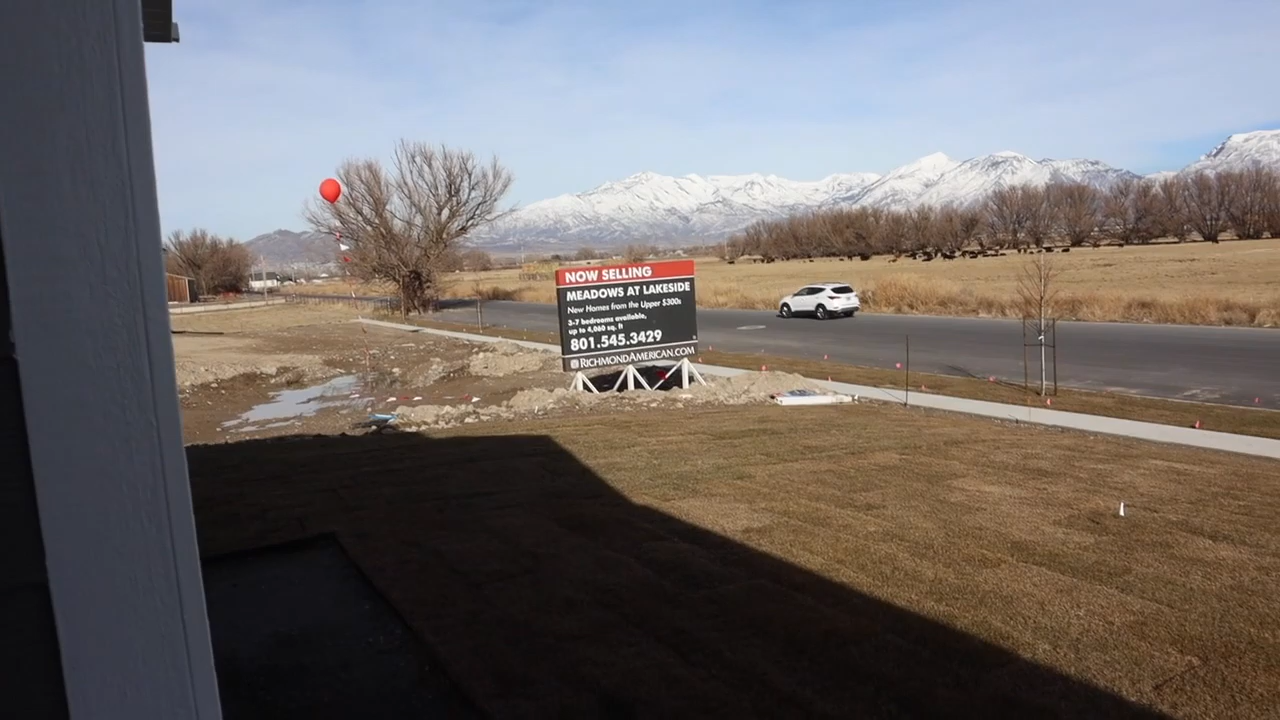 NOW SELLING
MEADOWS AT LAKESIDE
New Homes from the Upper $300s
3-7 bedrooms available,
up to 4,060 sq. ft
801.545.3429
RICHMONDAMERICAN.COM